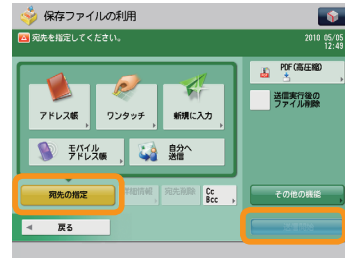 保存ファイルの利用
宛先を指定してください。
2010 05/05
12:49
アドレス帳
ワンタッチ
新規に入力
モバイル
アドレス帳
自分へ
送信
PDF(高圧縮)
送信実行後の
ファイル削除
宛先の指定
詳細情報
宛先削除
Cc
Bcc
その他の機能
戻る